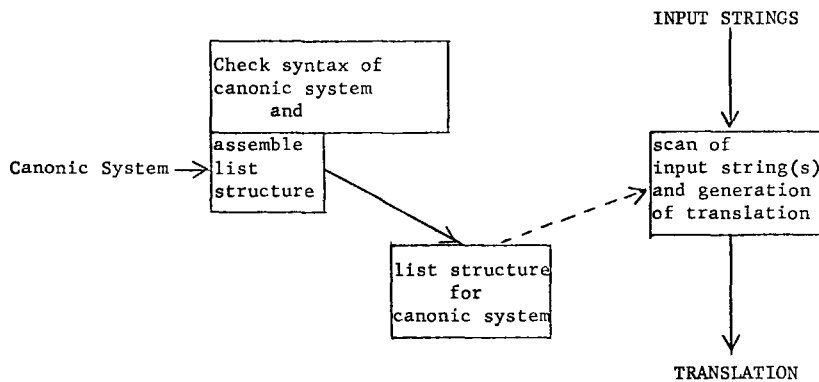 INPUT STRINGS
Check syntax of
canonic system
and
assemble
list
structure
Canonic System
scan of
input string(s)
and generation
of translation
list structure
for
canonic system
TRANSLATION